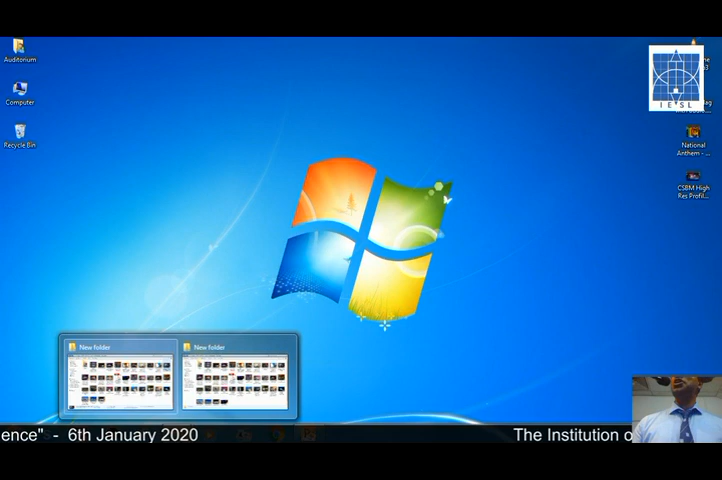 Auditorium
Computer
Recycle Bin
I E S L
National
Anthem - ...
CSBM High
Res Profil...
New folder
New folder
ence" - 6th January 2020
The Institution o